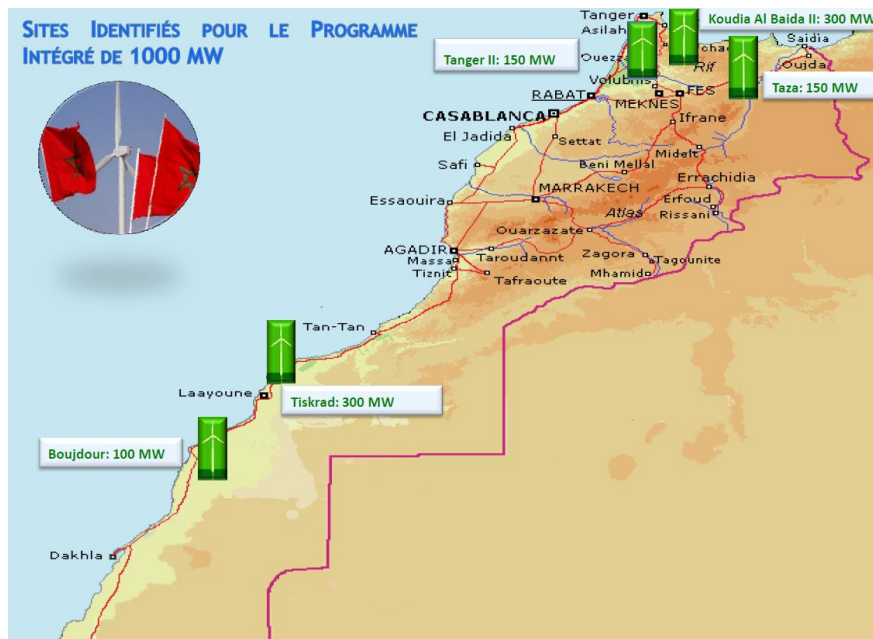 SITES IDENTIFIÉS POUR LE PROGRAMME
INTÉGRÉ DE 1000 MW
Koudia Al Baida II: 300 MW
Tanger II: 150 MW
Taza: 150 MW
Tiskrad: 300 MW
Boujdour: 100 MW
Tanger
Asilah
Saidia
Oujda
Rif
Volubilis
RABAT
MEKNES
FES
CASABLANCA
El Jadida
Settat
Ifrane
Safi
Beni Mellal
Midelt
Errachidia
Essaouira
MARRAKECH
Erfoud
Rissani
Atlas
Ouarzazate
AGADIR
Massa
Tiznit
Taroudannt
Tafraoute
Zagora
Tagounite
Mhamid
Tan-Tan
Laayoune
Dakhla